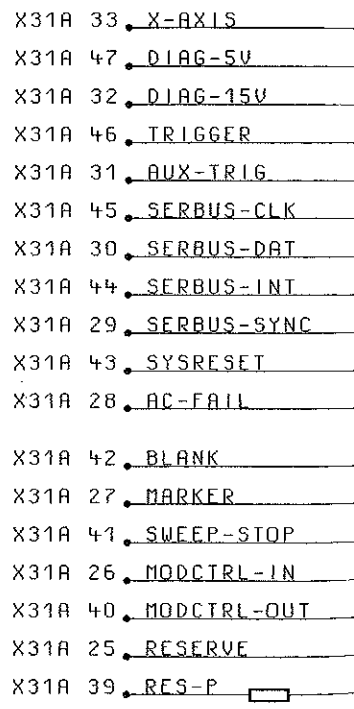 X31A 33 X-AXIS
X31A 47 DIAG-5V
X31A 32 DIAG-15V
X31A 46 TRIGGER
X31A 31 AUX-TRIG
X31A 45 SERBUS-CLK
X31A 30 SERBUS-DAT
X31A 44 SERBUS-INT
X31A 29 SERBUS-SYNC
X31A 43 SYSRESET
X31A 28 AC-FAIL
X31A 42 BLANK
X31A 27 MARKER
X31A 41 SWEEP-STOP
X31A 26 MODCTRL-IN
X31A 40 MODCTRL-OUT
X31A 25 RESERVE
X31A 39 RES-P